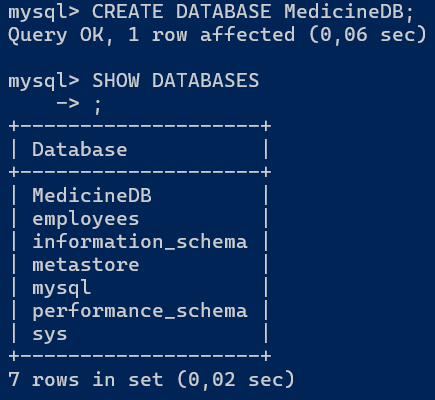 mysql> CREATE DATABASE MedicineDB;
Query OK, 1 row affected (0,06 sec)
mysql> SHOW DATABASES
    -> ;
+--------------------+
| Database           |
+--------------------+
| MedicineDB         |
| employees          |
| information_schema |
| metastore          |
| mysql              |
| performance_schema |
| sys                |
+--------------------+
7 rows in set (0,02 sec)